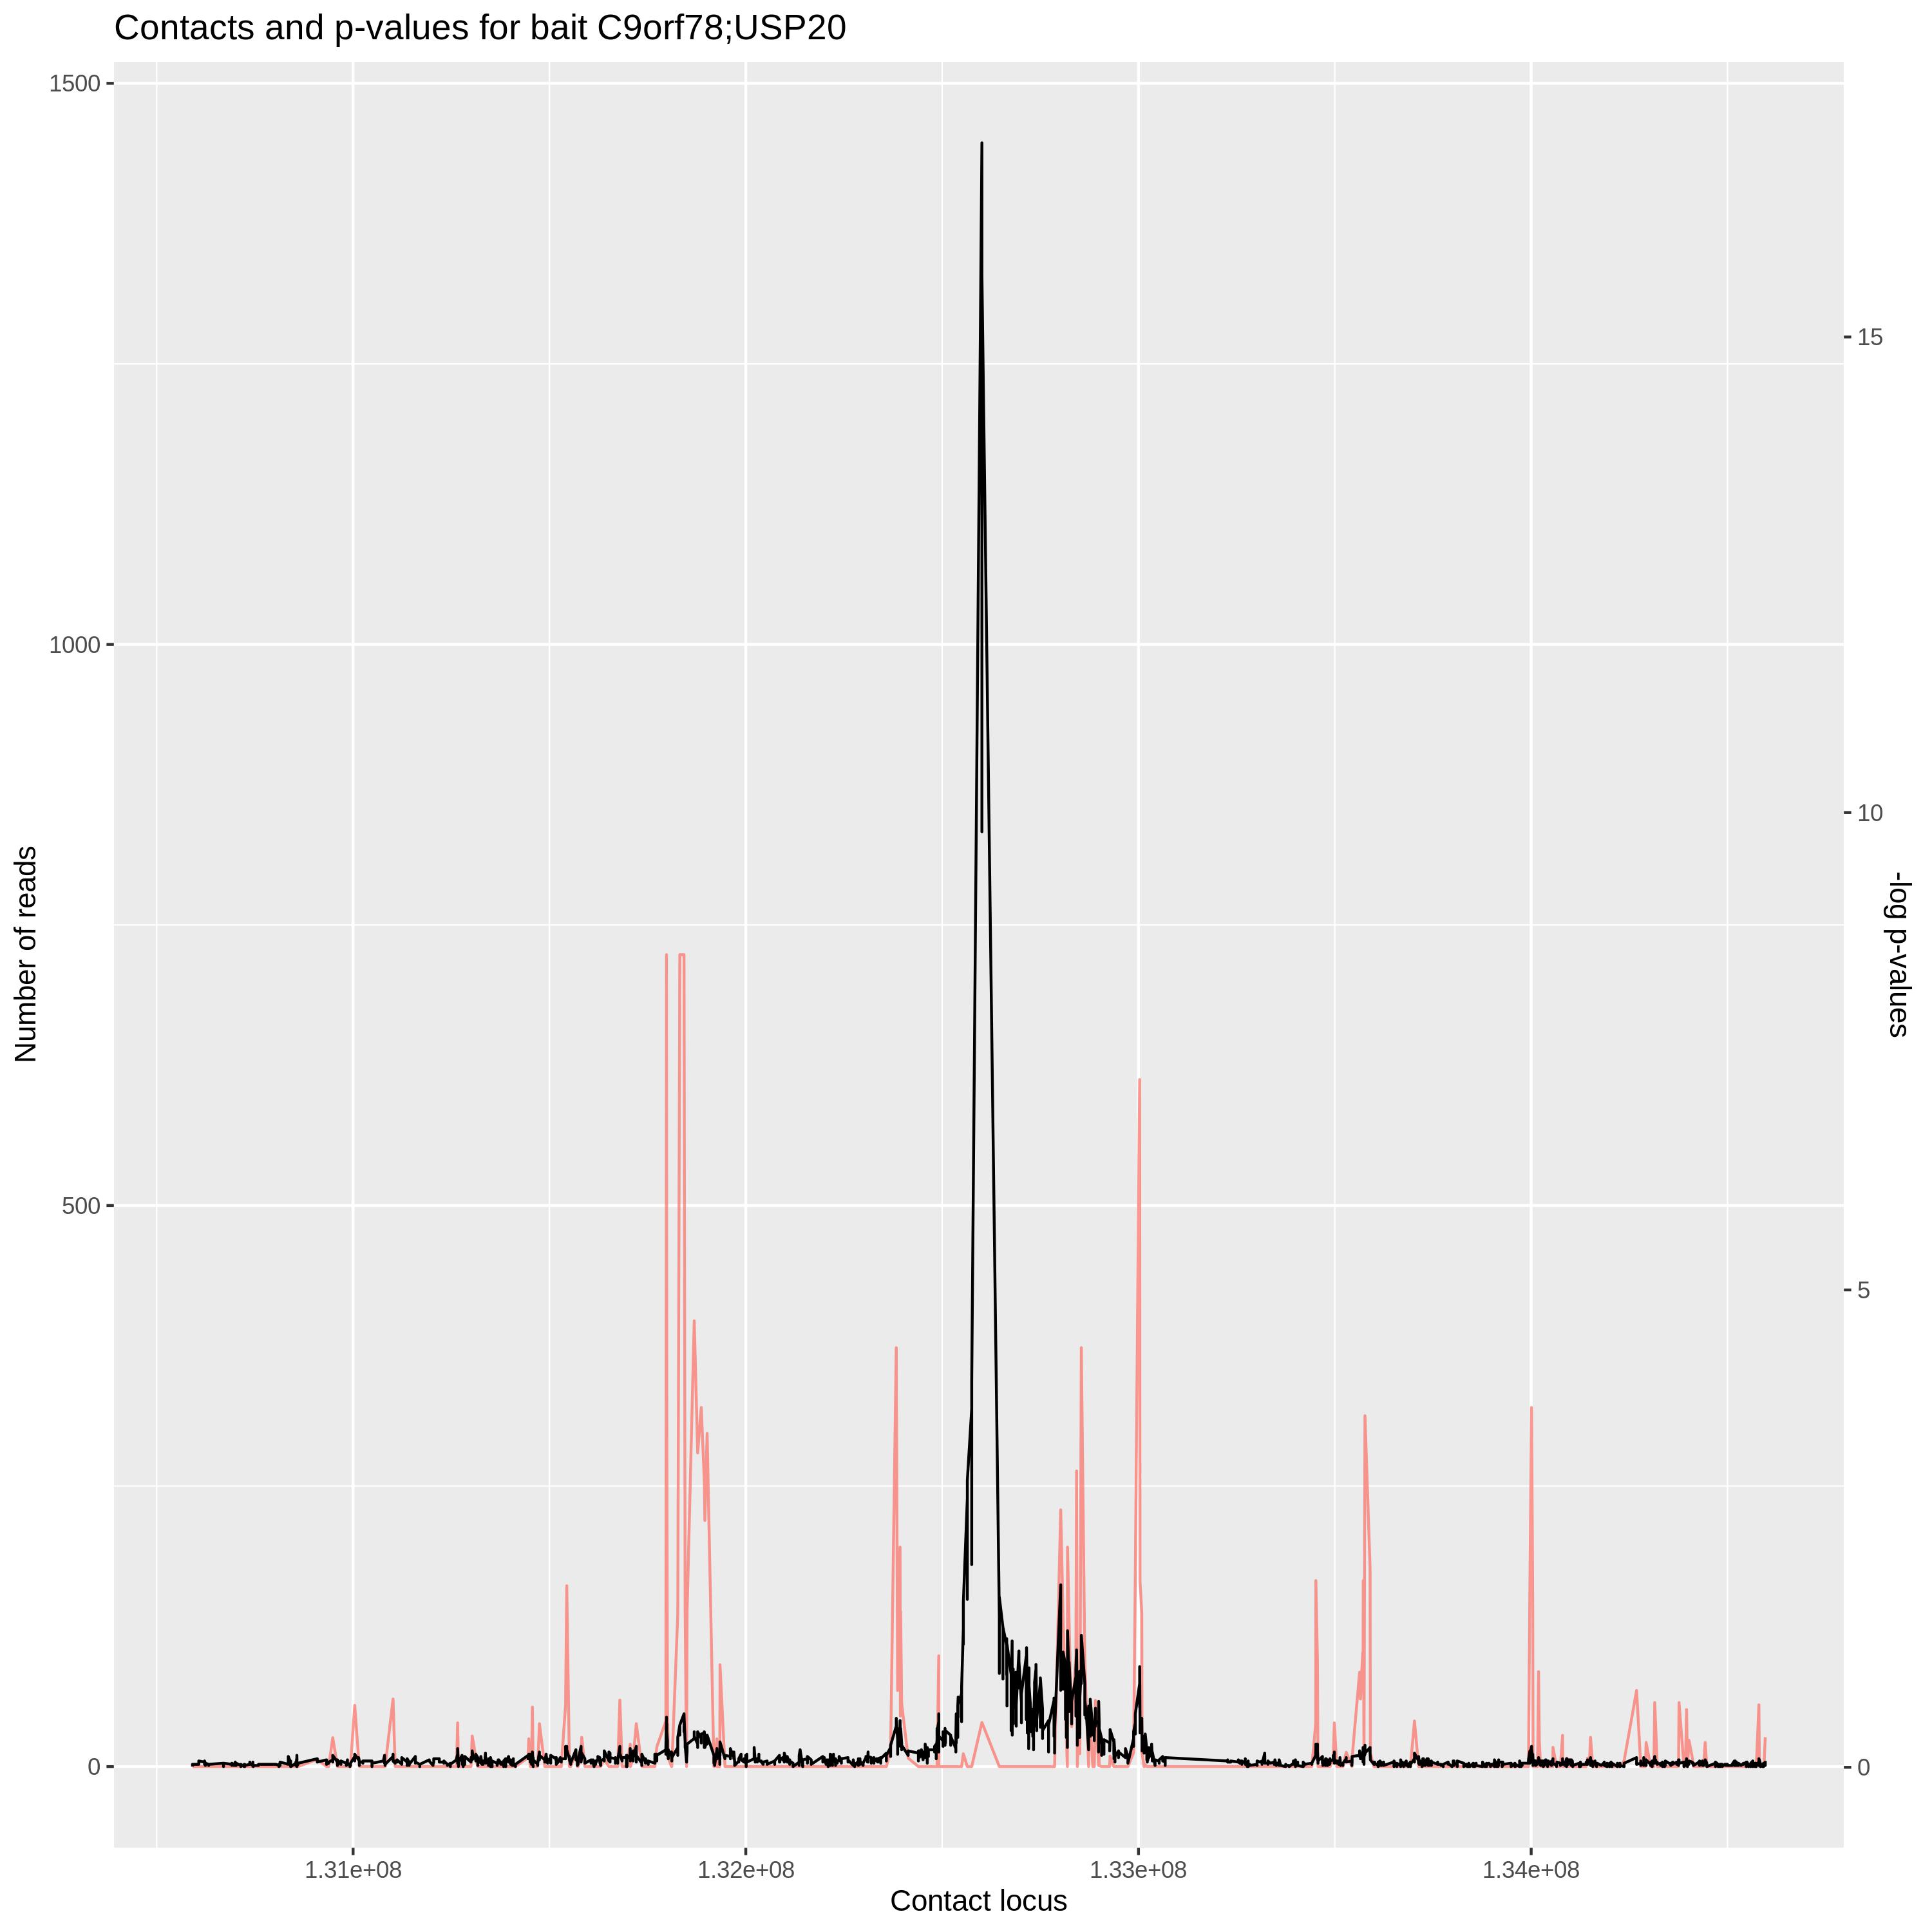 Contacts and p-values for bait C9orf78;USP20
1500
1000
500
0
Number of reads
15
10
5
0
-log p-values
1.31e+08 1.32e+08 1.33e+08 1.34e+08
Contact locus